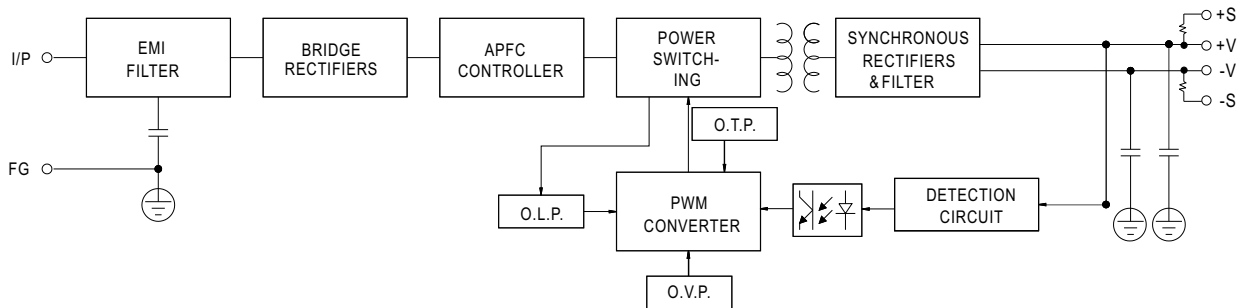 I/P
EMI
FILTER
BRIDGE
RECTIFIERS
APFC
CONTROLLER
POWER
SWITCH-
ING
SYNCHRONOUS
RECTIFIERS
&FILTER
+S
+V
-V
-S
O.T.P.
FG
O.L.P.
PWM
CONVERTER
DETECTION
CIRCUIT
O.V.P.